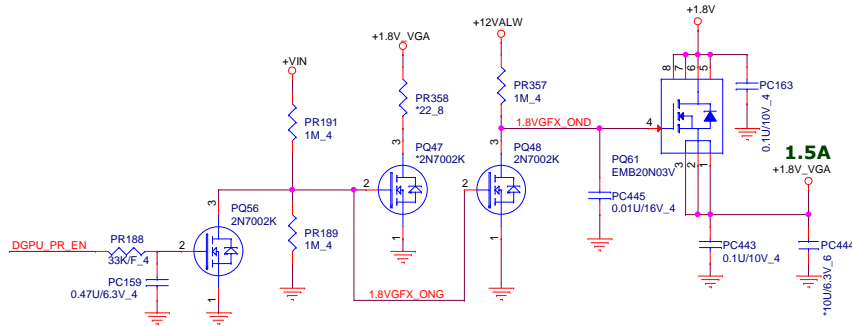 +1.8V
+12VALW
+1.8V_VGA
+VIN
8
7
6
5
PR357
1M_4
PC163
0.1U/10V_4
PR358
*22_8
PR191
1M_4
1.8VGFX_OND
4
3
3
PQ47
*2N7002K
PQ48
2N7002K
PQ61
EMB20N03V
3
2
1
1.5A
+1.8V_VGA
3
PQ56
2N7002K
2
2
PC445
0.01U/16V_4
DGPU_PR_EN
PR188
33K/F_4
2
PR189
1M_4
1
1
PC443
0.1U/10V_4
PC444
*10U/6.3V_6
PC159
0.47U/6.3V_4
1
1.8VGFX_ONG